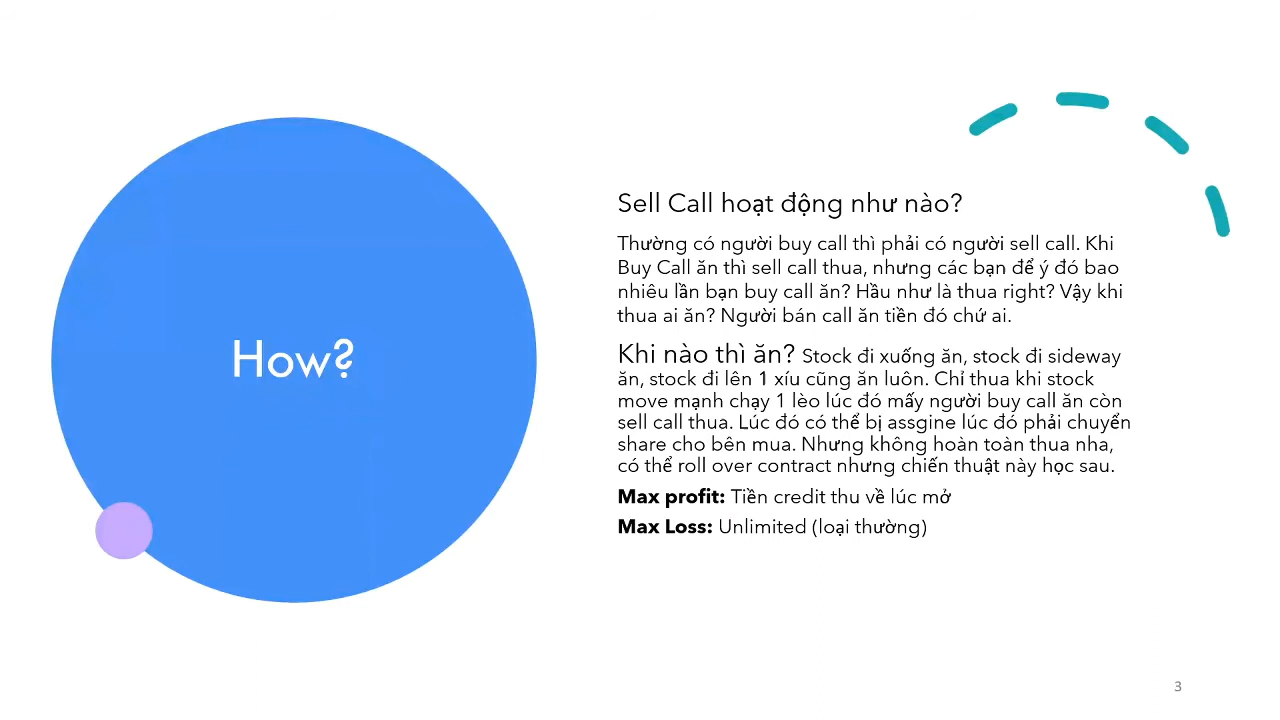 How?
Sell Call hoạt động như nào?
Thường có người buy call thì phải có người sell call. Khi
Buy Call ăn thì sell call thua, nhưng các bạn để ý đó bao
nhiêu lần bạn buy call ăn? Hầu như là thua right? Vậy khi
thua ai ăn? Người bán call ăn tiền đó chứ ai.
Khi nào thì ăn? Stock đi xuống ăn, stock đi sideway
ăn, stock đi lên 1 xíu cũng ăn luôn. Chỉ thua khi stock
move mạnh chạy 1 lèo lúc đó mấy người buy call ăn còn
sell call thua. Lúc đó có thể bị assgine lúc đó phải chuyển
share cho bên mua. Nhưng không hoàn toàn thua nha,
có thể roll over contract nhưng chiến thuật này học sau.
Max profit: Tiền credit thu về lúc mở
Max Loss: Unlimited (loại thường)
3